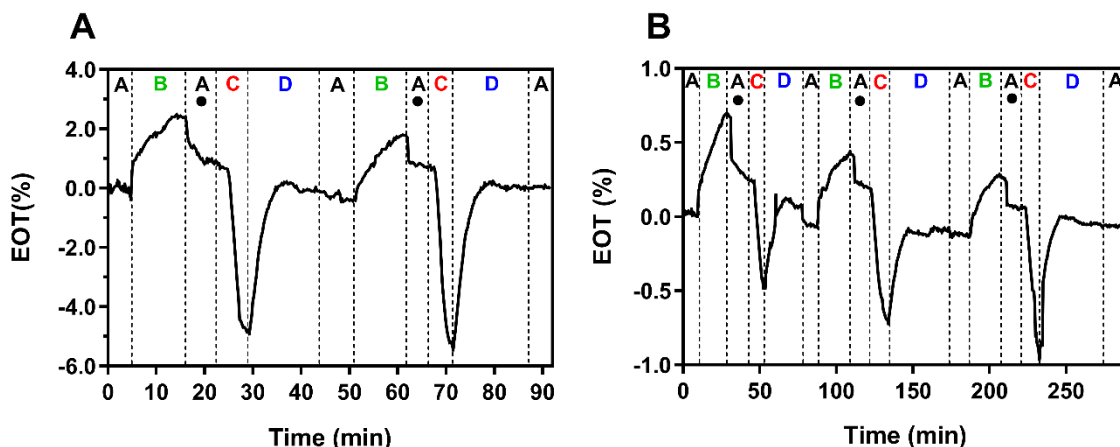 A
EOT(%)
4.0
2.0
0.0
-2.0
-4.0
-6.0
A B A C D A B A C D A
0 10 20 30 40 50 60 70 80 90
Time (min)
B
EOT (%)
1.0
0.5
0.0
-0.5
-1.0
A B A C D A B A C D A B A C D A
0 50 100 150 200 250
Time (min)